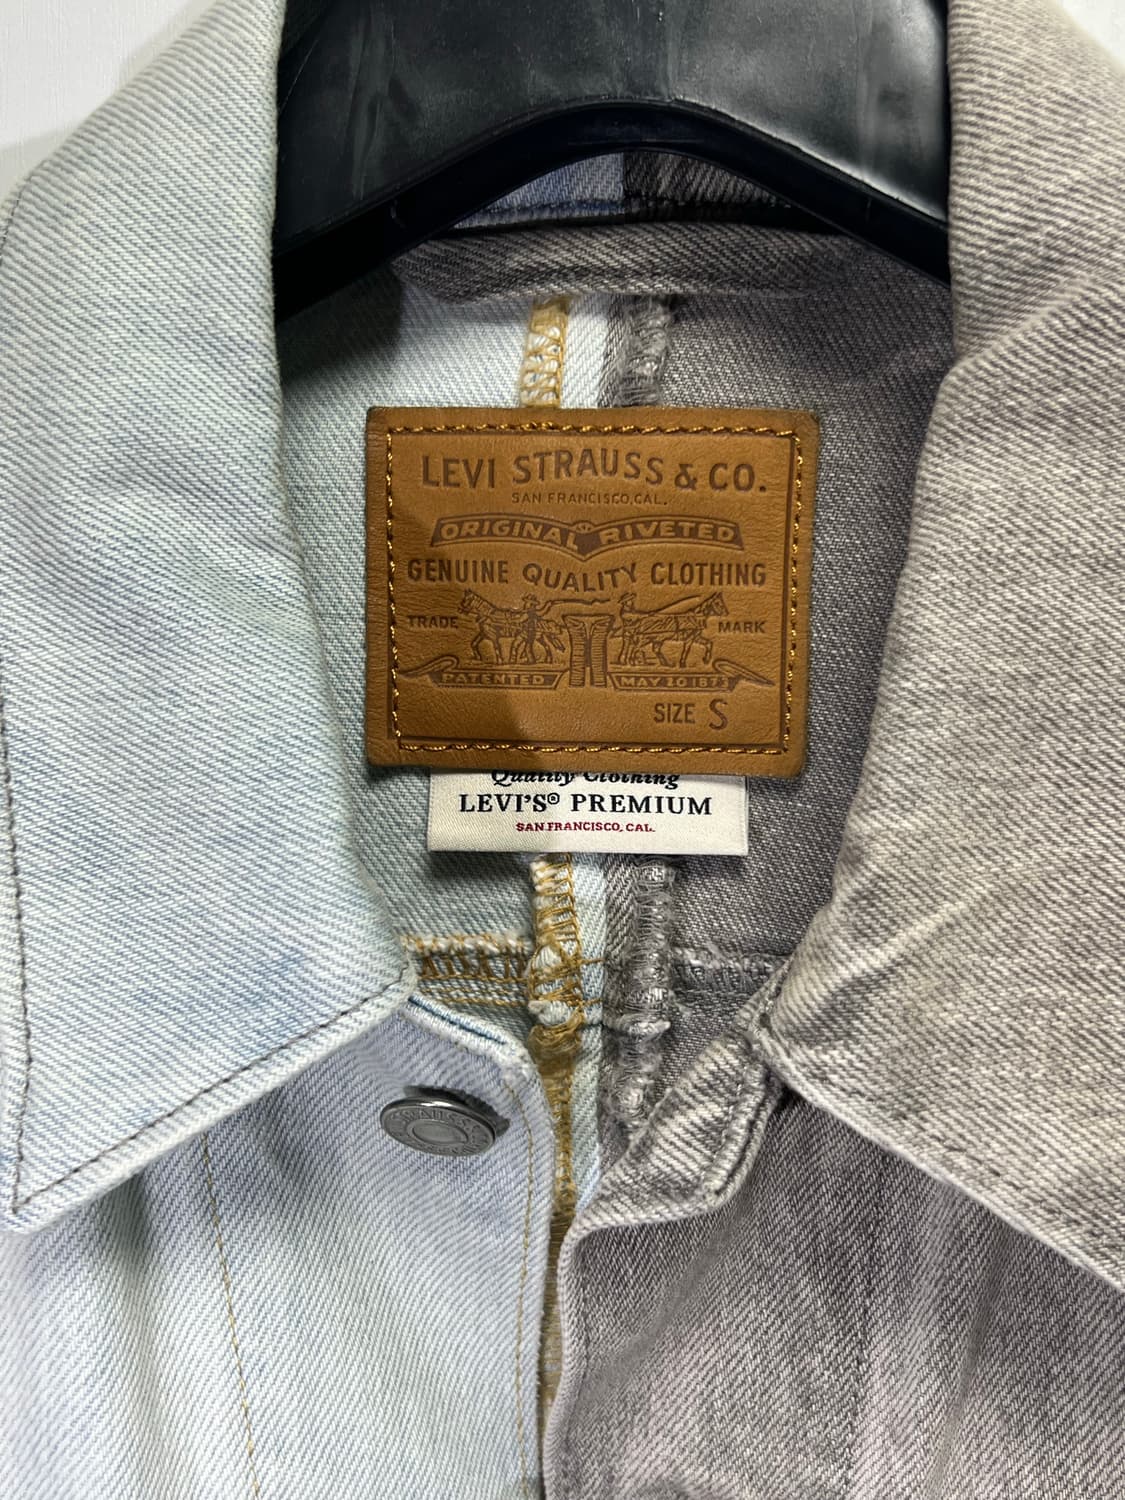 LEVI STRAUSS & CO.
SAN FRANCISCO, CAL.
ORIGINAL RIVETED
GENUINE QUALITY CLOTHING
TRADE MARK
PATENTED MAY 20 1873
SIZE S
Quality Clothing
LEVI'S® PREMIUM
SAN FRANCISCO, CAL.